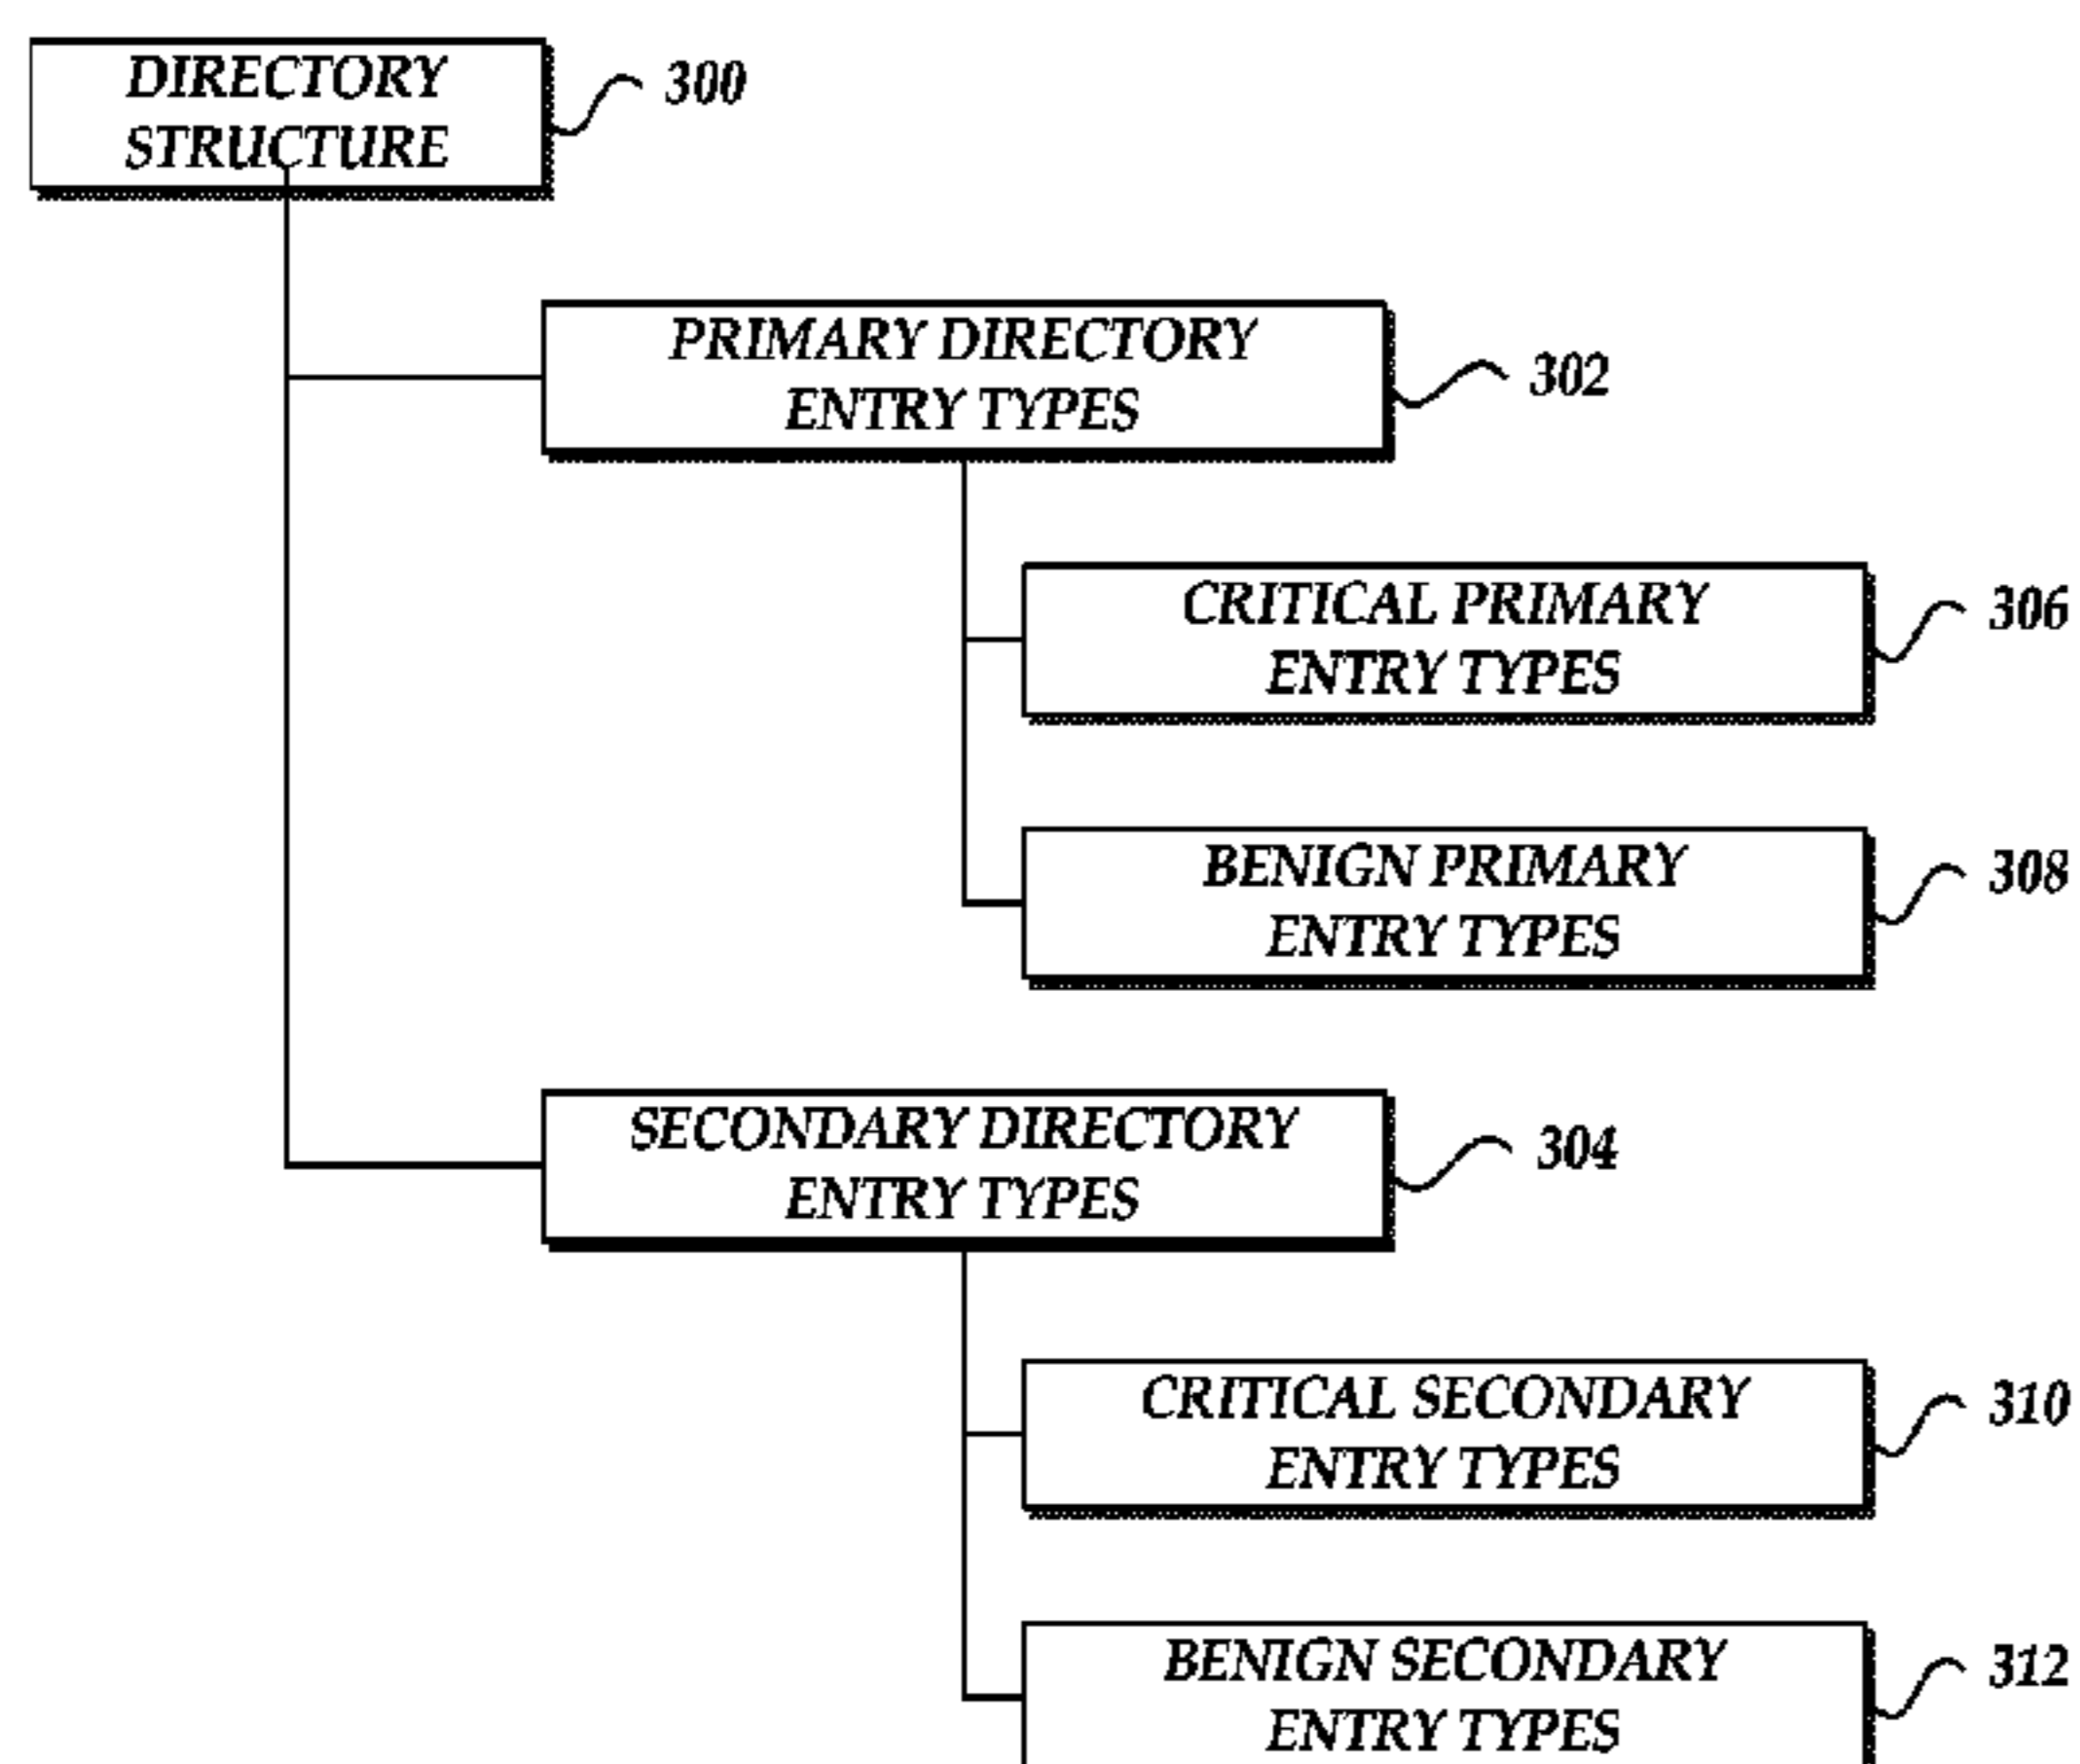 DIRECTORY
STRUCTURE
300
PRIMARY DIRECTORY
ENTRY TYPES
302
CRITICAL PRIMARY
ENTRY TYPES
306
BENIGN PRIMARY
ENTRY TYPES
308
SECONDARY DIRECTORY
ENTRY TYPES
304
CRITICAL SECONDARY
ENTRY TYPES
310
BENIGN SECONDARY
ENTRY TYPES
312